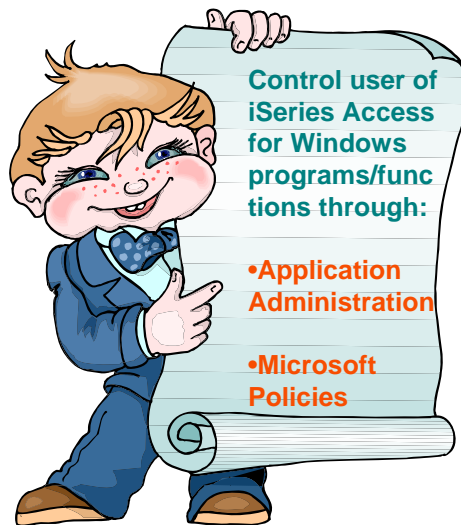 Control user of
iSeries Access
for Windows
programs/func
tions through:
•Application
Administration
•Microsoft
Policies